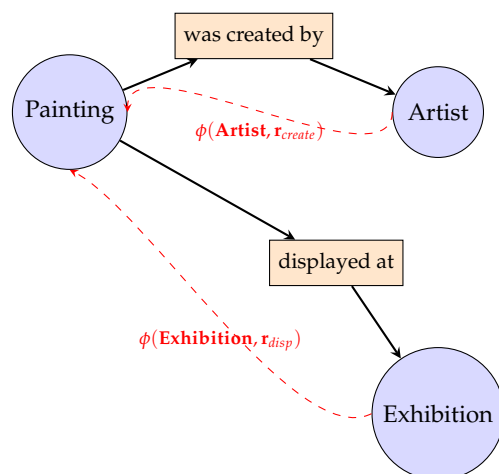 was created by
Painting
Artist
ϕ(Artist, r_create)
displayed at
ϕ(Exhibition, r_disp)
Exhibition